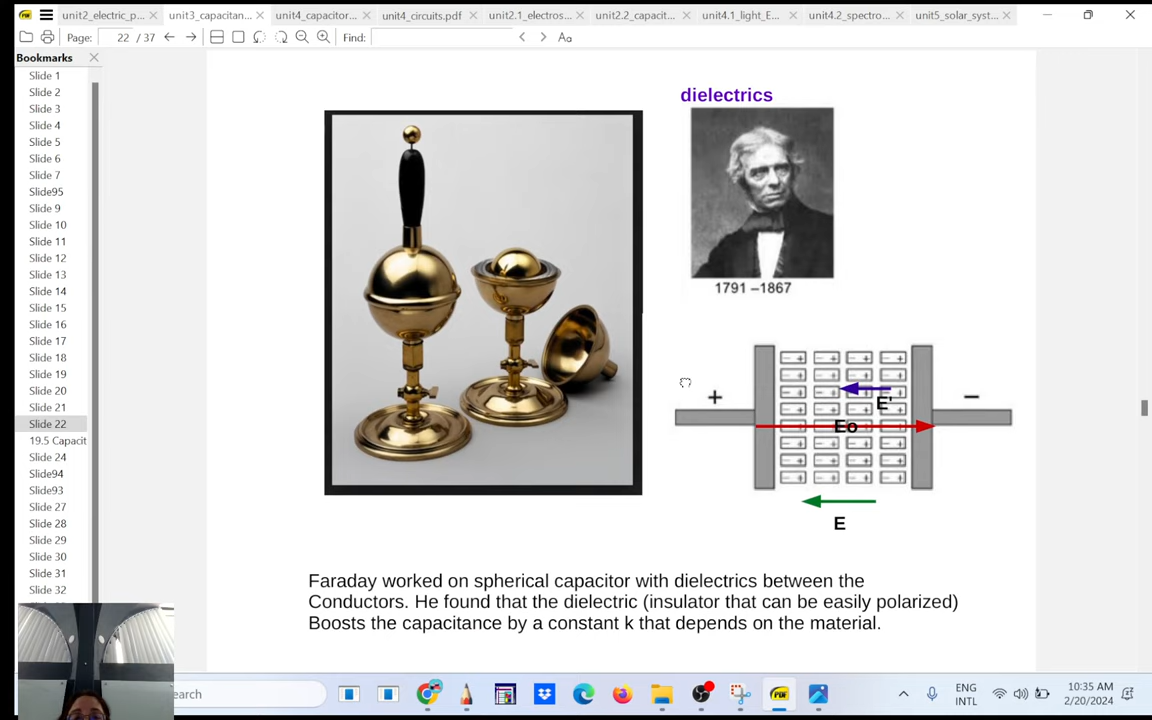 unit2_electric_p...
unit3_capacitan...
unit4_capacitor...
unit4_circuits.pdf
unit2.1_electros...
unit2.2_capacit...
unit4.1_light_E...
unit4.2_spectro...
unit5_solar_syst...
Page: 22 / 37
Find:
Aa
Bookmarks
Slide 1
Slide 2
Slide 3
Slide 4
Slide 5
Slide 6
Slide 7
Slide95
Slide 9
Slide 10
Slide 11
Slide 12
Slide 13
Slide 14
Slide 15
Slide 16
Slide 17
Slide 18
Slide 19
Slide 20
Slide 21
Slide 22
19.5 Capacit
Slide 24
Slide94
Slide93
Slide 27
Slide 28
Slide 29
Slide 30
Slide 31
Slide 32
dielectrics
1791 –1867
+
−
E'
Eo
E
Faraday worked on spherical capacitor with dielectrics between the
Conductors. He found that the dielectric (insulator that can be easily polarized)
Boosts the capacitance by a constant k that depends on the material.
earch
PDF
ENG
INTL
10:35 AM
2/20/2024